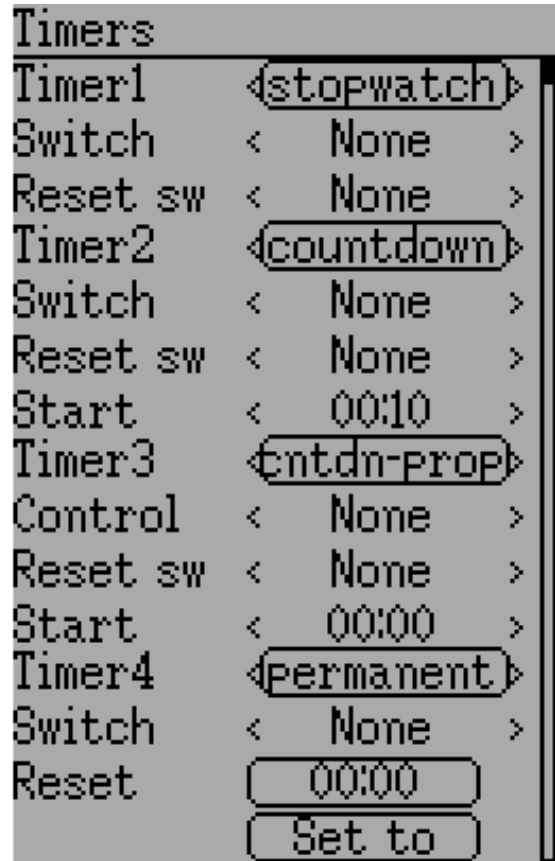 Timers
Timer1 stopwatch
Switch < None >
Reset sw < None >
Timer2 countdown
Switch < None >
Reset sw < None >
Start < 00:10 >
Timer3 cntdn-prop
Control < None >
Reset sw < None >
Start < 00:00 >
Timer4 permanent
Switch < None >
Reset 00:00
Set to